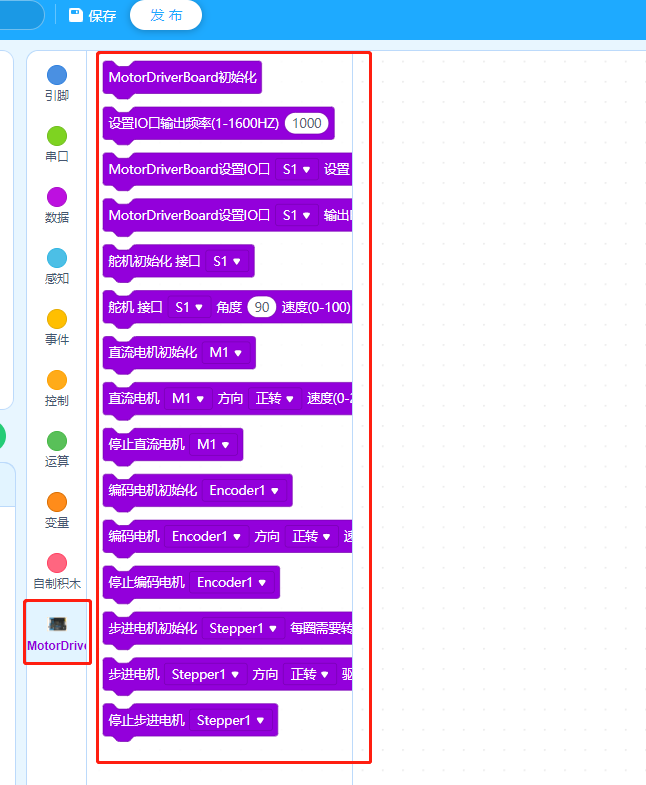 保存 发布
引脚
串口
数据
感知
事件
控制
运算
变量
自制积木
MotorDrive
MotorDriverBoard初始化
设置IO口输出频率(1-1600HZ) 1000
MotorDriverBoard设置IO口 S1 设置
MotorDriverBoard设置IO口 S1 输出
舵机初始化 接口 S1
舵机 接口 S1 角度 90 速度(0-100)
直流电机初始化 M1
直流电机 M1 方向 正转 速度(0-2
停止直流电机 M1
编码电机初始化 Encoder1
编码电机 Encoder1 方向 正转 速
停止编码电机 Encoder1
步进电机初始化 Stepper1 每圈需要转
步进电机 Stepper1 方向 正转 驱
停止步进电机 Stepper1